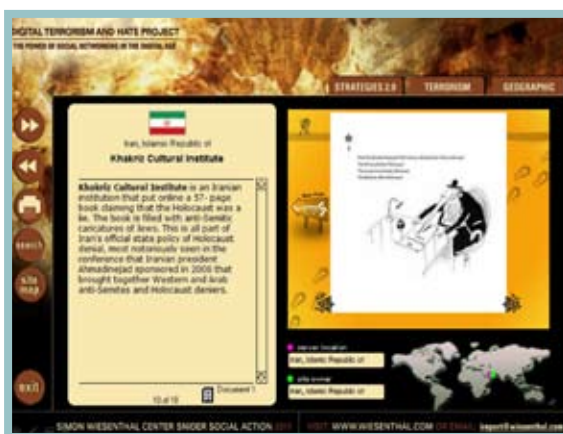 DIGITAL TERRORISM AND HATE PROJECT
THE POWER OF SOCIAL NETWORKING IN THE DIGITAL AGE
STRATEGIES 2.0
TERRORISM
GEOGRAPHIC
Iran, Islamic Republic of
Khakriz Cultural Institute
Khakriz Cultural Institute is an Iranian
institution that put online a 57- page
book claiming that the Holocaust was a
lie. The book is filled with anti-Semitic
caricatures of Jews. This is all part of
Iran's official state policy of Holocaust
denial, most notoriously seen in the
conference that Iranian president
Ahmadinejad sponsored in 2006 that
brought together Western and Arab
anti-Semites and Holocaust deniers.
Document 1
search
site
map
exit
server location
Iran, Islamic Republic of
site owner
Iran, Islamic Republic of
SIMON WIESENTHAL CENTER SNIDER SOCIAL ACTION
VISIT WWW.WIESENTHAL.COM OR EMAIL